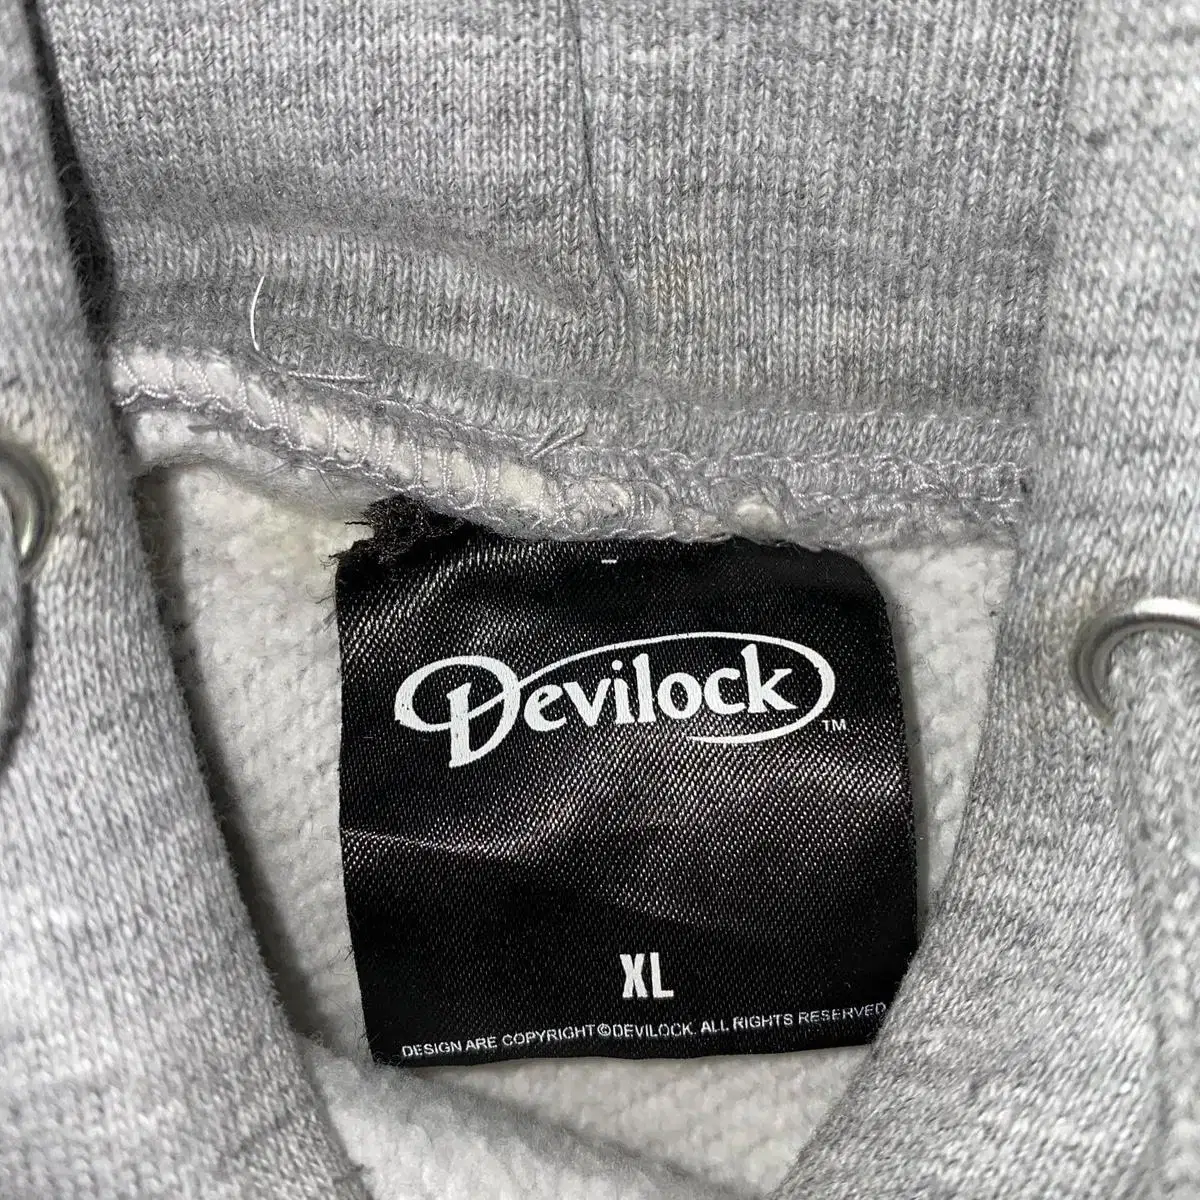 Devilock™
XL
DESIGN ARE COPYRIGHT©DEVILOCK. ALL RIGHTS RESERVED